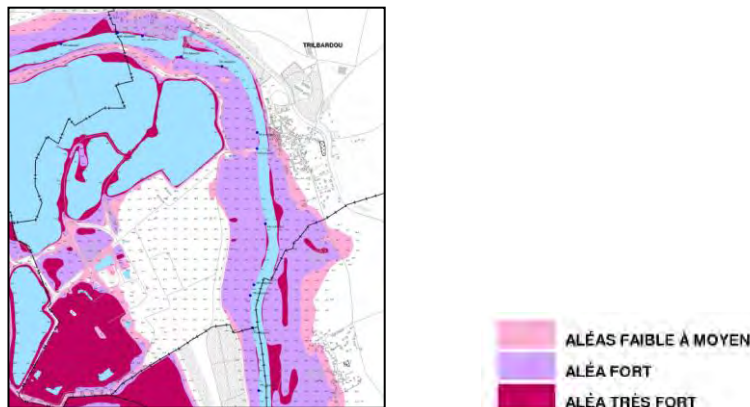 TRILBARDOU
ALÉAS FAIBLE À MOYEN
ALÉA FORT
ALÉA TRÈS FORT